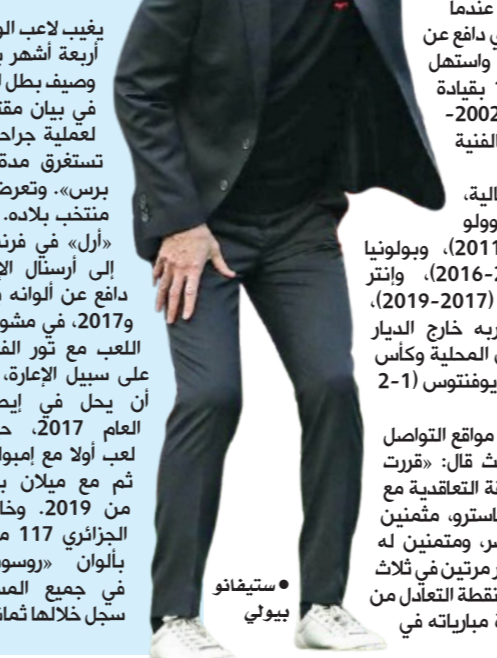 عندما
ي دافع عن
واستهل
بقيادة
2002-
الفنية
الية،
وولو
2011)، وبولونيا
2016-2)، وإنتر
(2017-2019)،
ربه خارج الديار
المحلية وكأس
يوفنتوس (1-2
مواقع التواصل
ث قال: «قررت
قة التعاقدية مع
استرو، مثمنين
ر، ومتمنين له
ر مرتين في ثلاث
نقطة التعادل من
ة مبارياته في
● ستيفانو
بيولي
يغيب لاعب الو
أربعة أشهر ب
وصيف بطل ا
في بيان مقت
لعملية جراح
تستغرق مدة
برس». وتعرض
منتخب بلاده.
«أرل» في فرن
إلى أرسنال الإ
دافع عن ألوانه
و2017، في مشو
اللعب مع تور الف
على سبيل الإعارة،
أن يحل في إيط
العام 2017، ح
لعب أولا مع إمبوا
ثم مع ميلان ب
من 2019. وخا
الجزائري 117 م
بألوان «روسو
في جميع المس
سجل خلالها ثمان